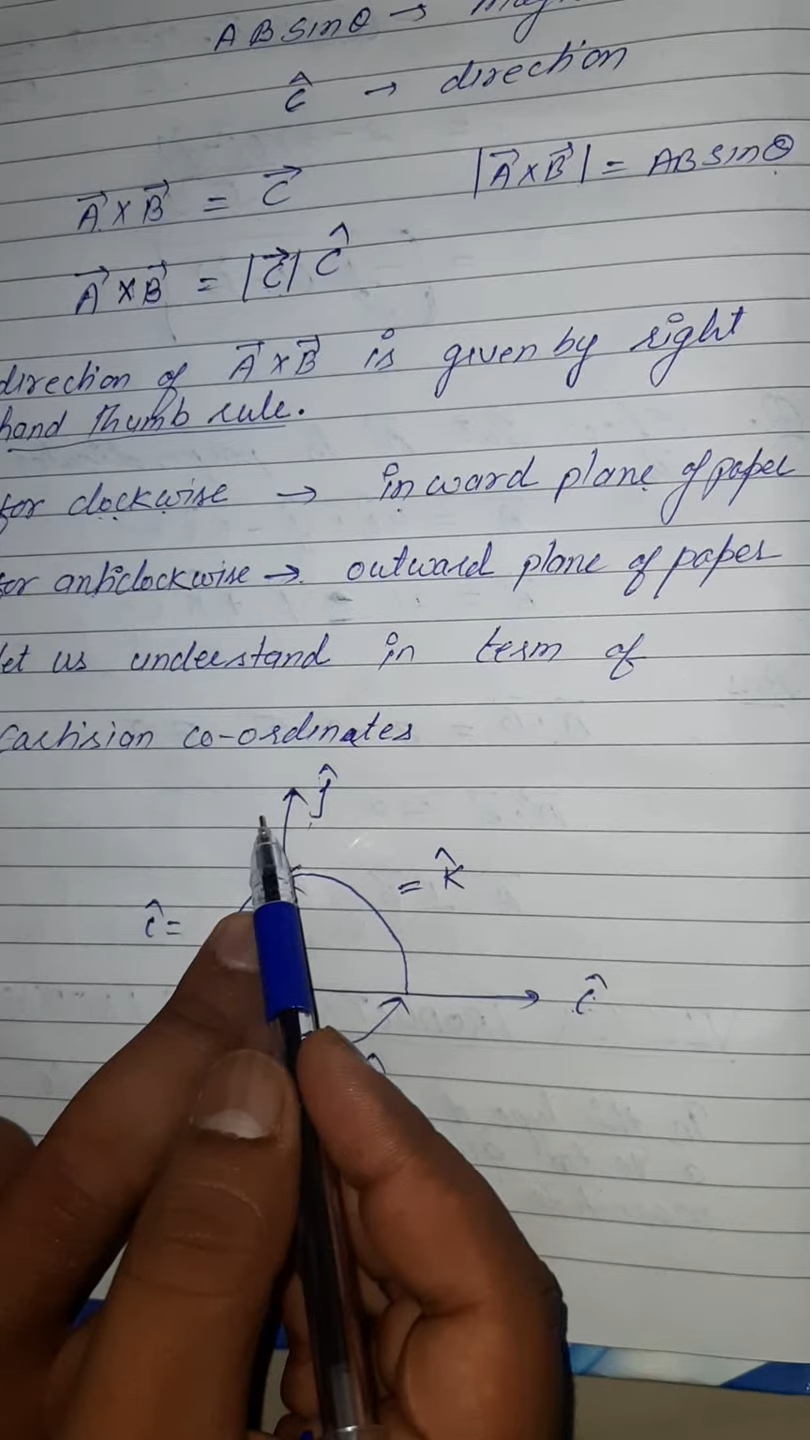 AB sinθ →
ĉ → direction
A⃗ × B⃗ = C⃗ |A⃗ × B⃗| = AB sinθ
A⃗ × B⃗ = |C⃗| Ĉ
direction of A⃗ × B⃗ is given by right
hand thumb rule.
for clockwise → inward plane of paper
for anticlockwise → outward plane of paper
let us understand in term of
cartision co-ordinates
ĵ
= k̂
î =
î